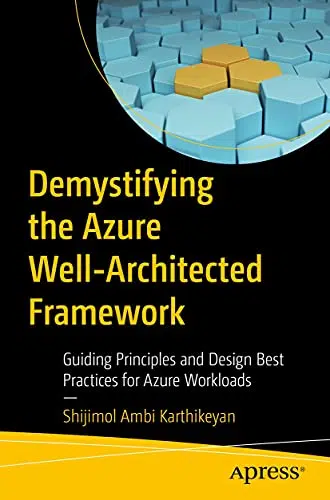 Demystifying
the Azure
Well-Architected
Framework
Guiding Principles and Design Best
Practices for Azure Workloads
—
Shijimol Ambi Karthikeyan
Apress®